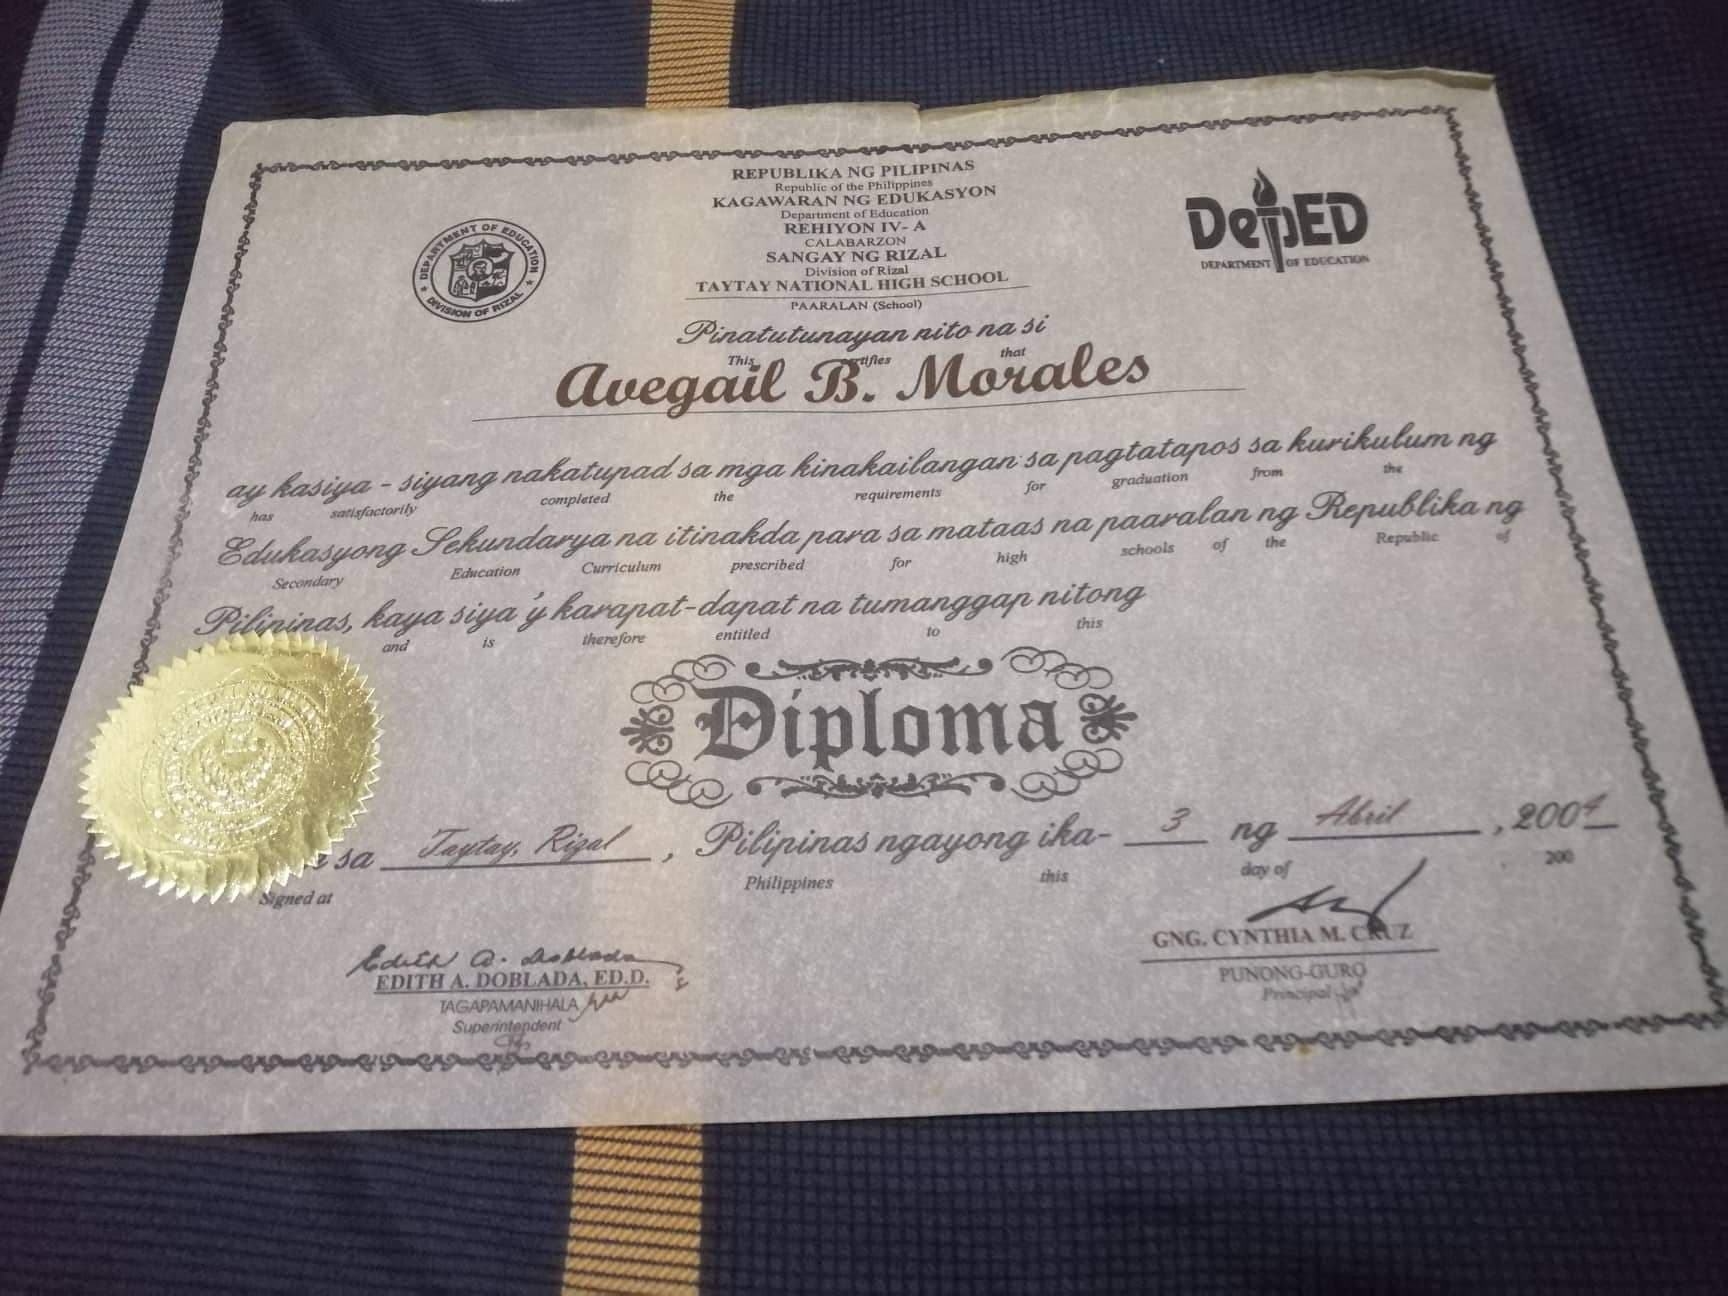 REPUBLIKA NG PILIPINAS
Republic of the Philippines
KAGAWARAN NG EDUKASYON
Department of Education
REHIYON IV- A
CALABARZON
SANGAY NG RIZAL
Division of Rizal
TAYTAY NATIONAL HIGH SCHOOL
PAARALAN (School)
DEPARTMENT OF EDUCATION
DIVISION OF RIZAL
DepED
DEPARTMENT OF EDUCATION
Pinatutunayan nito na si
This certifies that
Avegail B. Morales
ay kasiya - siyang nakatupad sa mga kinakailangan sa pagtatapos sa kurikulum ng
has satisfactorily completed the requirements for graduation from the
Edukasyong Sekundarya na itinakda para sa mataas na paaralan ng Republika ng
Secondary Education Curriculum prescribed for high schools of the Republic of
Pilipinas, kaya siya'y karapat-dapat na tumanggap nitong
and is therefore entitled to this
Diploma
sa Taytay, Rizal, Pilipinas ngayong ika- 3 ng Abril, 2004
Signed at Philippines this day of 200
Edith A. Doblada
EDITH A. DOBLADA, ED.D.
TAGAPAMANIHALA
Superintendent
GNG. CYNTHIA M. CRUZ
PUNONG-GURO
Principal